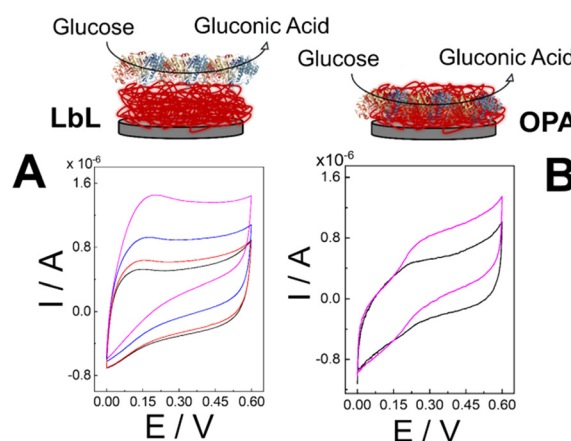 Glucose Gluconic Acid
LbL
Glucose Gluconic Acid
OPA
A
x 10⁻⁶
1.6
0.8
0.0
-0.8
I / A
0.00 0.15 0.30 0.45 0.60
E / V
B
x10⁻⁶
1.6
0.8
0.0
-0.8
I / A
0.00 0.15 0.30 0.45 0.60
E / V